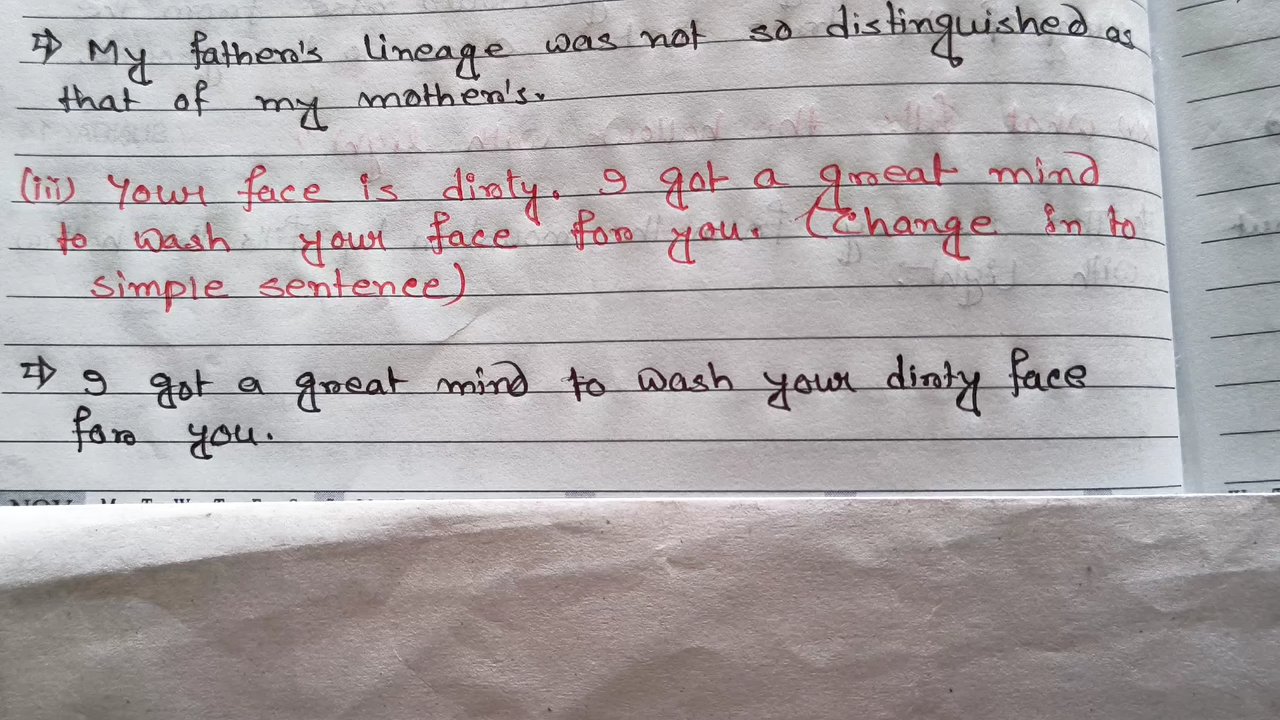 ⇒ My father's lineage was not so distinguished as
that of my mother's.
(iii) Your face is dirty. I got a great mind
to wash your face for you. (Change in to
simple sentence)
⇒ I got a great mind to wash your dirty face
for you.